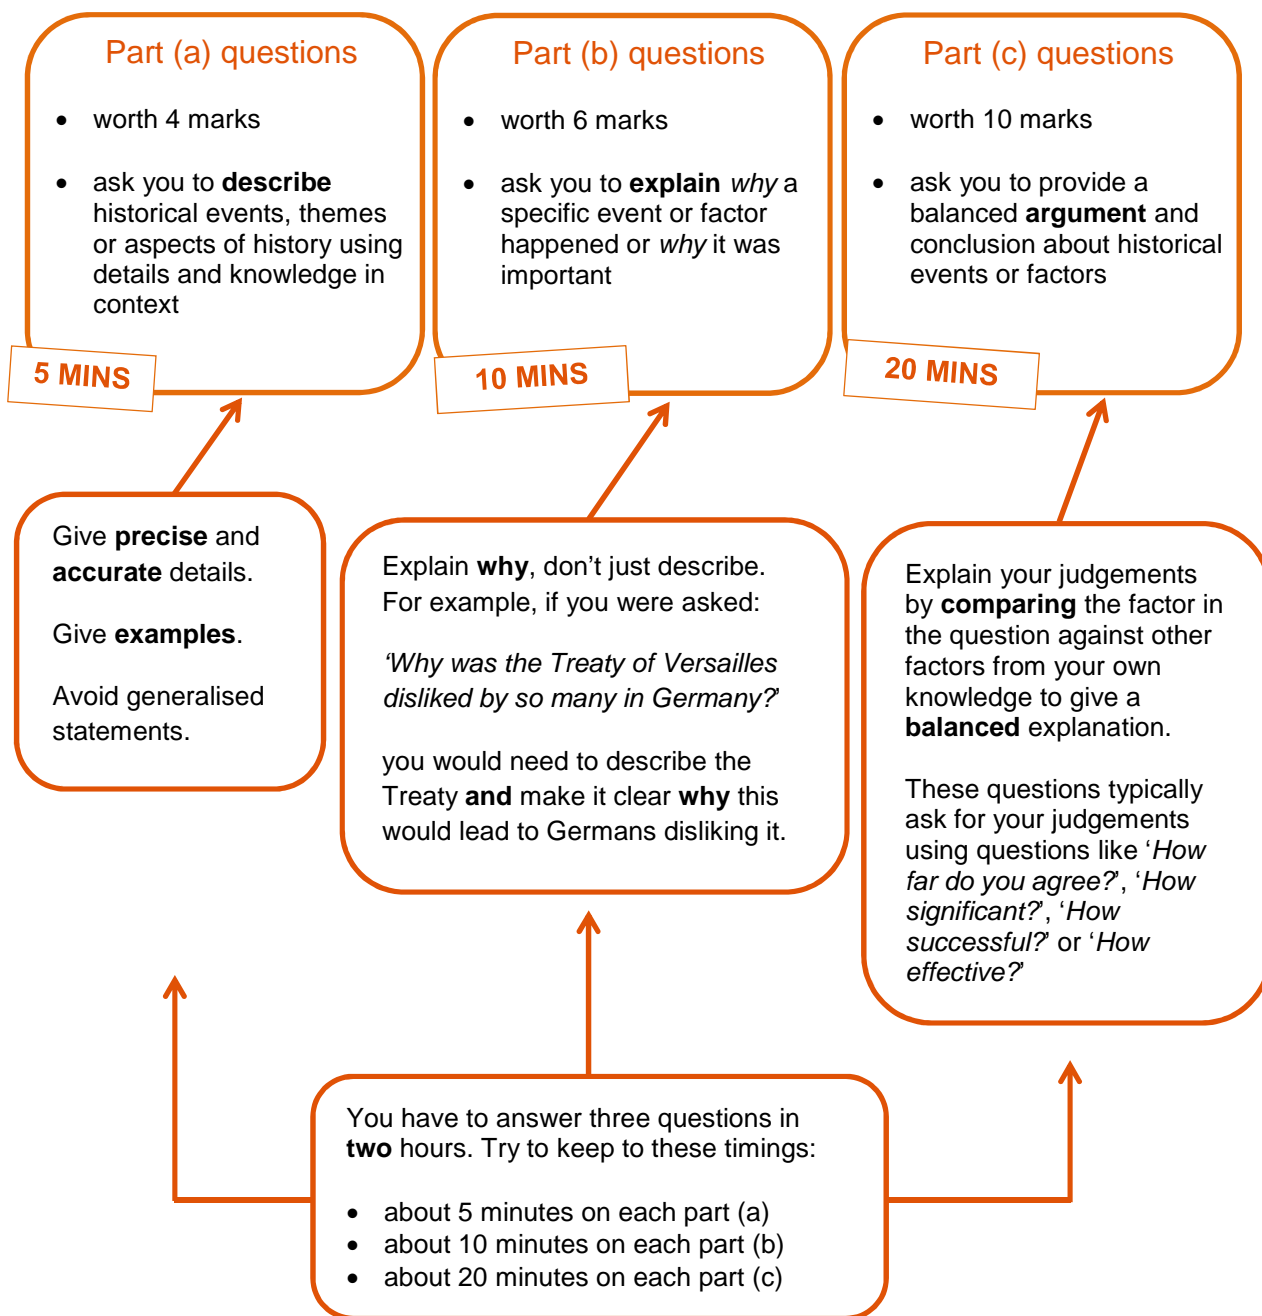 Part (a) questions
• worth 4 marks
• ask you to describe
historical events, themes
or aspects of history using
details and knowledge in
context
5 MINS
Part (b) questions
• worth 6 marks
• ask you to explain why a
specific event or factor
happened or why it was
important
10 MINS
Part (c) questions
• worth 10 marks
• ask you to provide a
balanced argument and
conclusion about historical
events or factors
20 MINS
Give precise and
accurate details.
Give examples.
Avoid generalised
statements.
Explain why, don’t just describe.
For example, if you were asked:
‘Why was the Treaty of Versailles
disliked by so many in Germany?’
you would need to describe the
Treaty and make it clear why this
would lead to Germans disliking it.
Explain your judgements
by comparing the factor in
the question against other
factors from your own
knowledge to give a
balanced explanation.
These questions typically
ask for your judgements
using questions like ‘How
far do you agree?’, ‘How
significant?’, ‘How
successful?’ or ‘How
effective?’
You have to answer three questions in
two hours. Try to keep to these timings:
• about 5 minutes on each part (a)
• about 10 minutes on each part (b)
• about 20 minutes on each part (c)